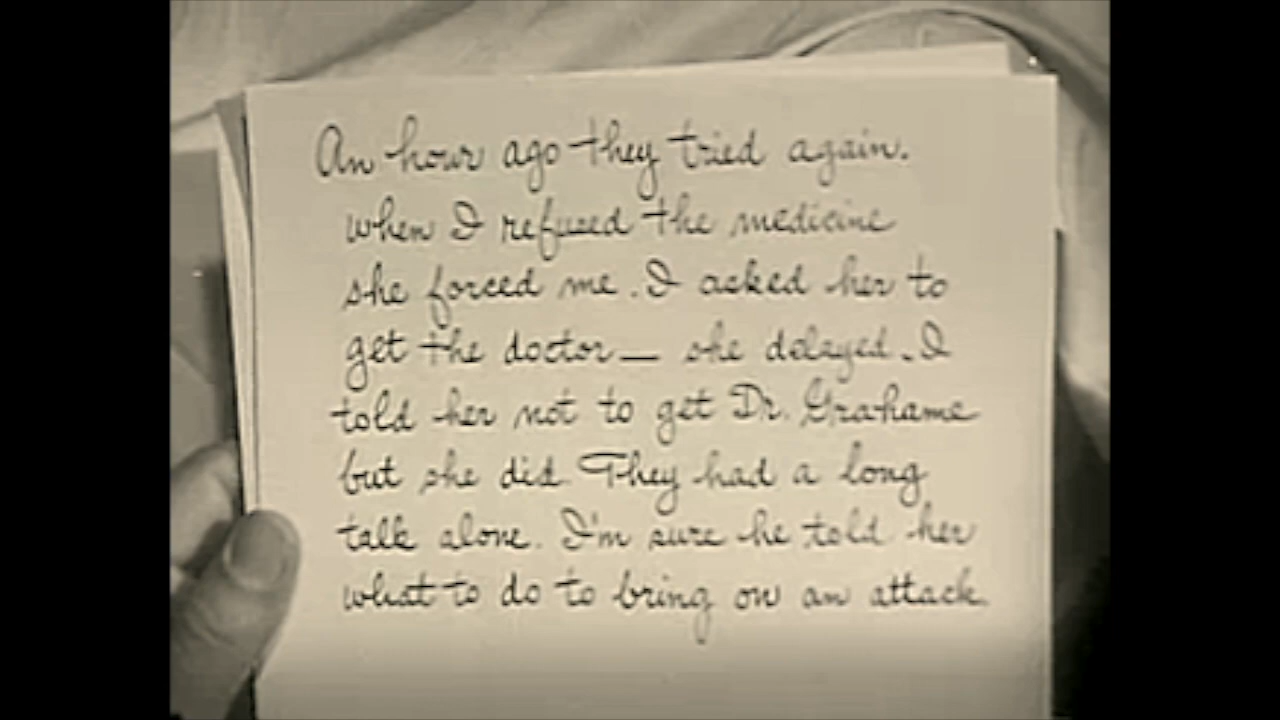 An hour ago they tried again.
when I refused the medicine
she forced me. I asked her to
get the doctor— she delayed. I
told her not to get Dr. Grahame
but she did. They had a long
talk alone. I'm sure he told her
what to do to bring on an attack.